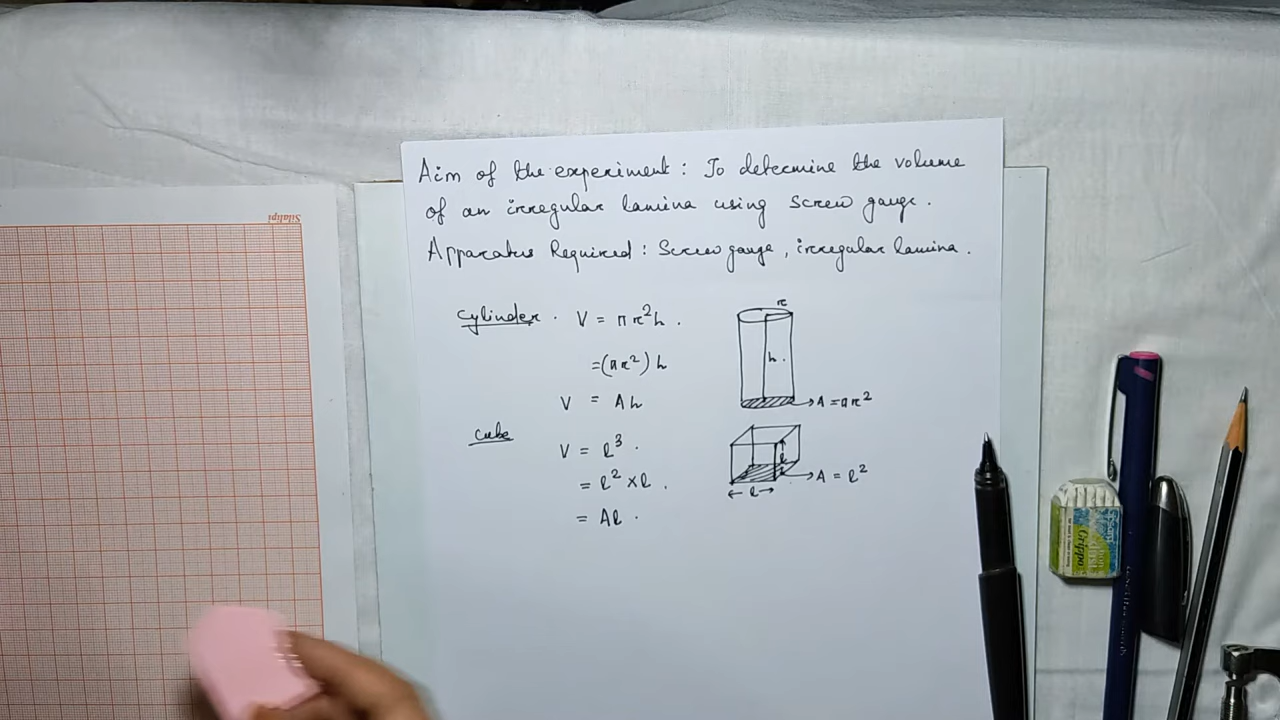 Silalipi
Aim of the experiment : To determine the volume
of an irregular lamina using screw gauge.
Apparatus Required : Screw gauge, irregular lamina.
Cylinder. V = πr²h.
r
= (πr²) h
h.
V = Ah
A = πr²
Cube
V = l³.
= l² × l.
l
A = l²
l
= Al.